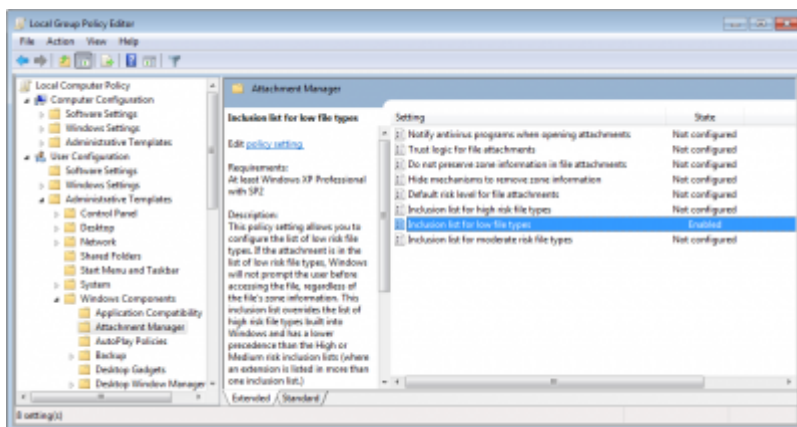 Local Group Policy Editor
File Action View Help
Local Computer Policy
Computer Configuration
Software Settings
Windows Settings
Administrative Templates
User Configuration
Software Settings
Windows Settings
Administrative Templates
Control Panel
Desktop
Network
Shared Folders
Start Menu and Taskbar
System
Windows Components
Application Compatibility
Attachment Manager
AutoPlay Policies
Backup
Desktop Gadgets
Desktop Window Manager
Attachment Manager
Inclusion list for low file types
Edit policy setting
Requirements:
At least Windows XP Professional
with SP2
Description:
This policy setting allows you to
configure the list of low risk file
types. If the attachment is in the
list of low risk file types, Windows
will not prompt the user before
accessing the file, regardless of
the file's zone information. This
inclusion list overrides the list of
high risk file types built into
Windows and has a lower
precedence than the High or
Medium risk inclusion lists (where
an extension is listed in more than
one inclusion list.)
Setting State
Notify antivirus programs when opening attachments Not configured
Trust logic for file attachments Not configured
Do not preserve zone information in file attachments Not configured
Hide mechanisms to remove zone information Not configured
Default risk level for file attachments Not configured
Inclusion list for high risk file types Not configured
Inclusion list for low file types Enabled
Inclusion list for moderate risk file types Not configured
Extended Standard
8 setting(s)